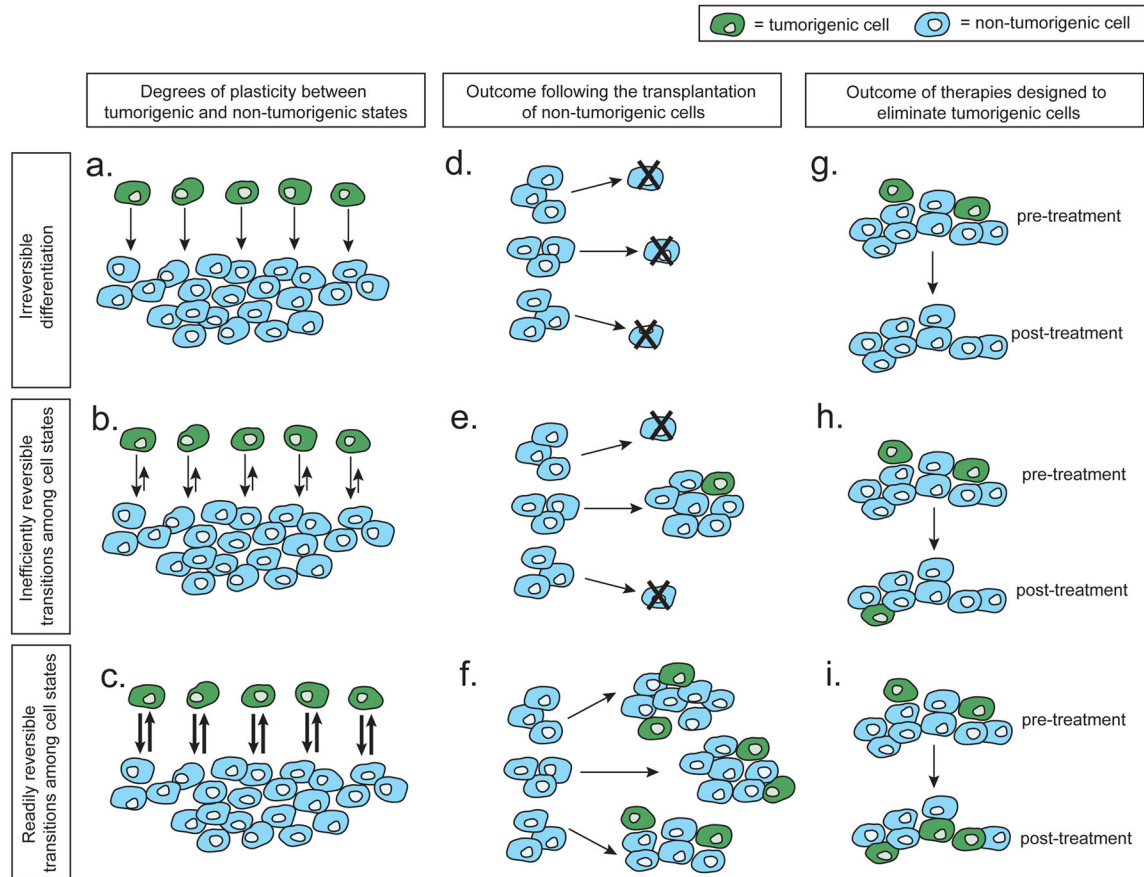 = tumorigenic cell
= non-tumorigenic cell
Degrees of plasticity between
tumorigenic and non-tumorigenic states
Outcome following the transplantation
of non-tumorigenic cells
Outcome of therapies designed to
eliminate tumorigenic cells
Irreversible
differentiation
a.
d.
g.
pre-treatment
post-treatment
Inefficiently reversible
transitions among cell states
b.
e.
h.
pre-treatment
post-treatment
Readily reversible
transitions among cell states
c.
f.
i.
pre-treatment
post-treatment